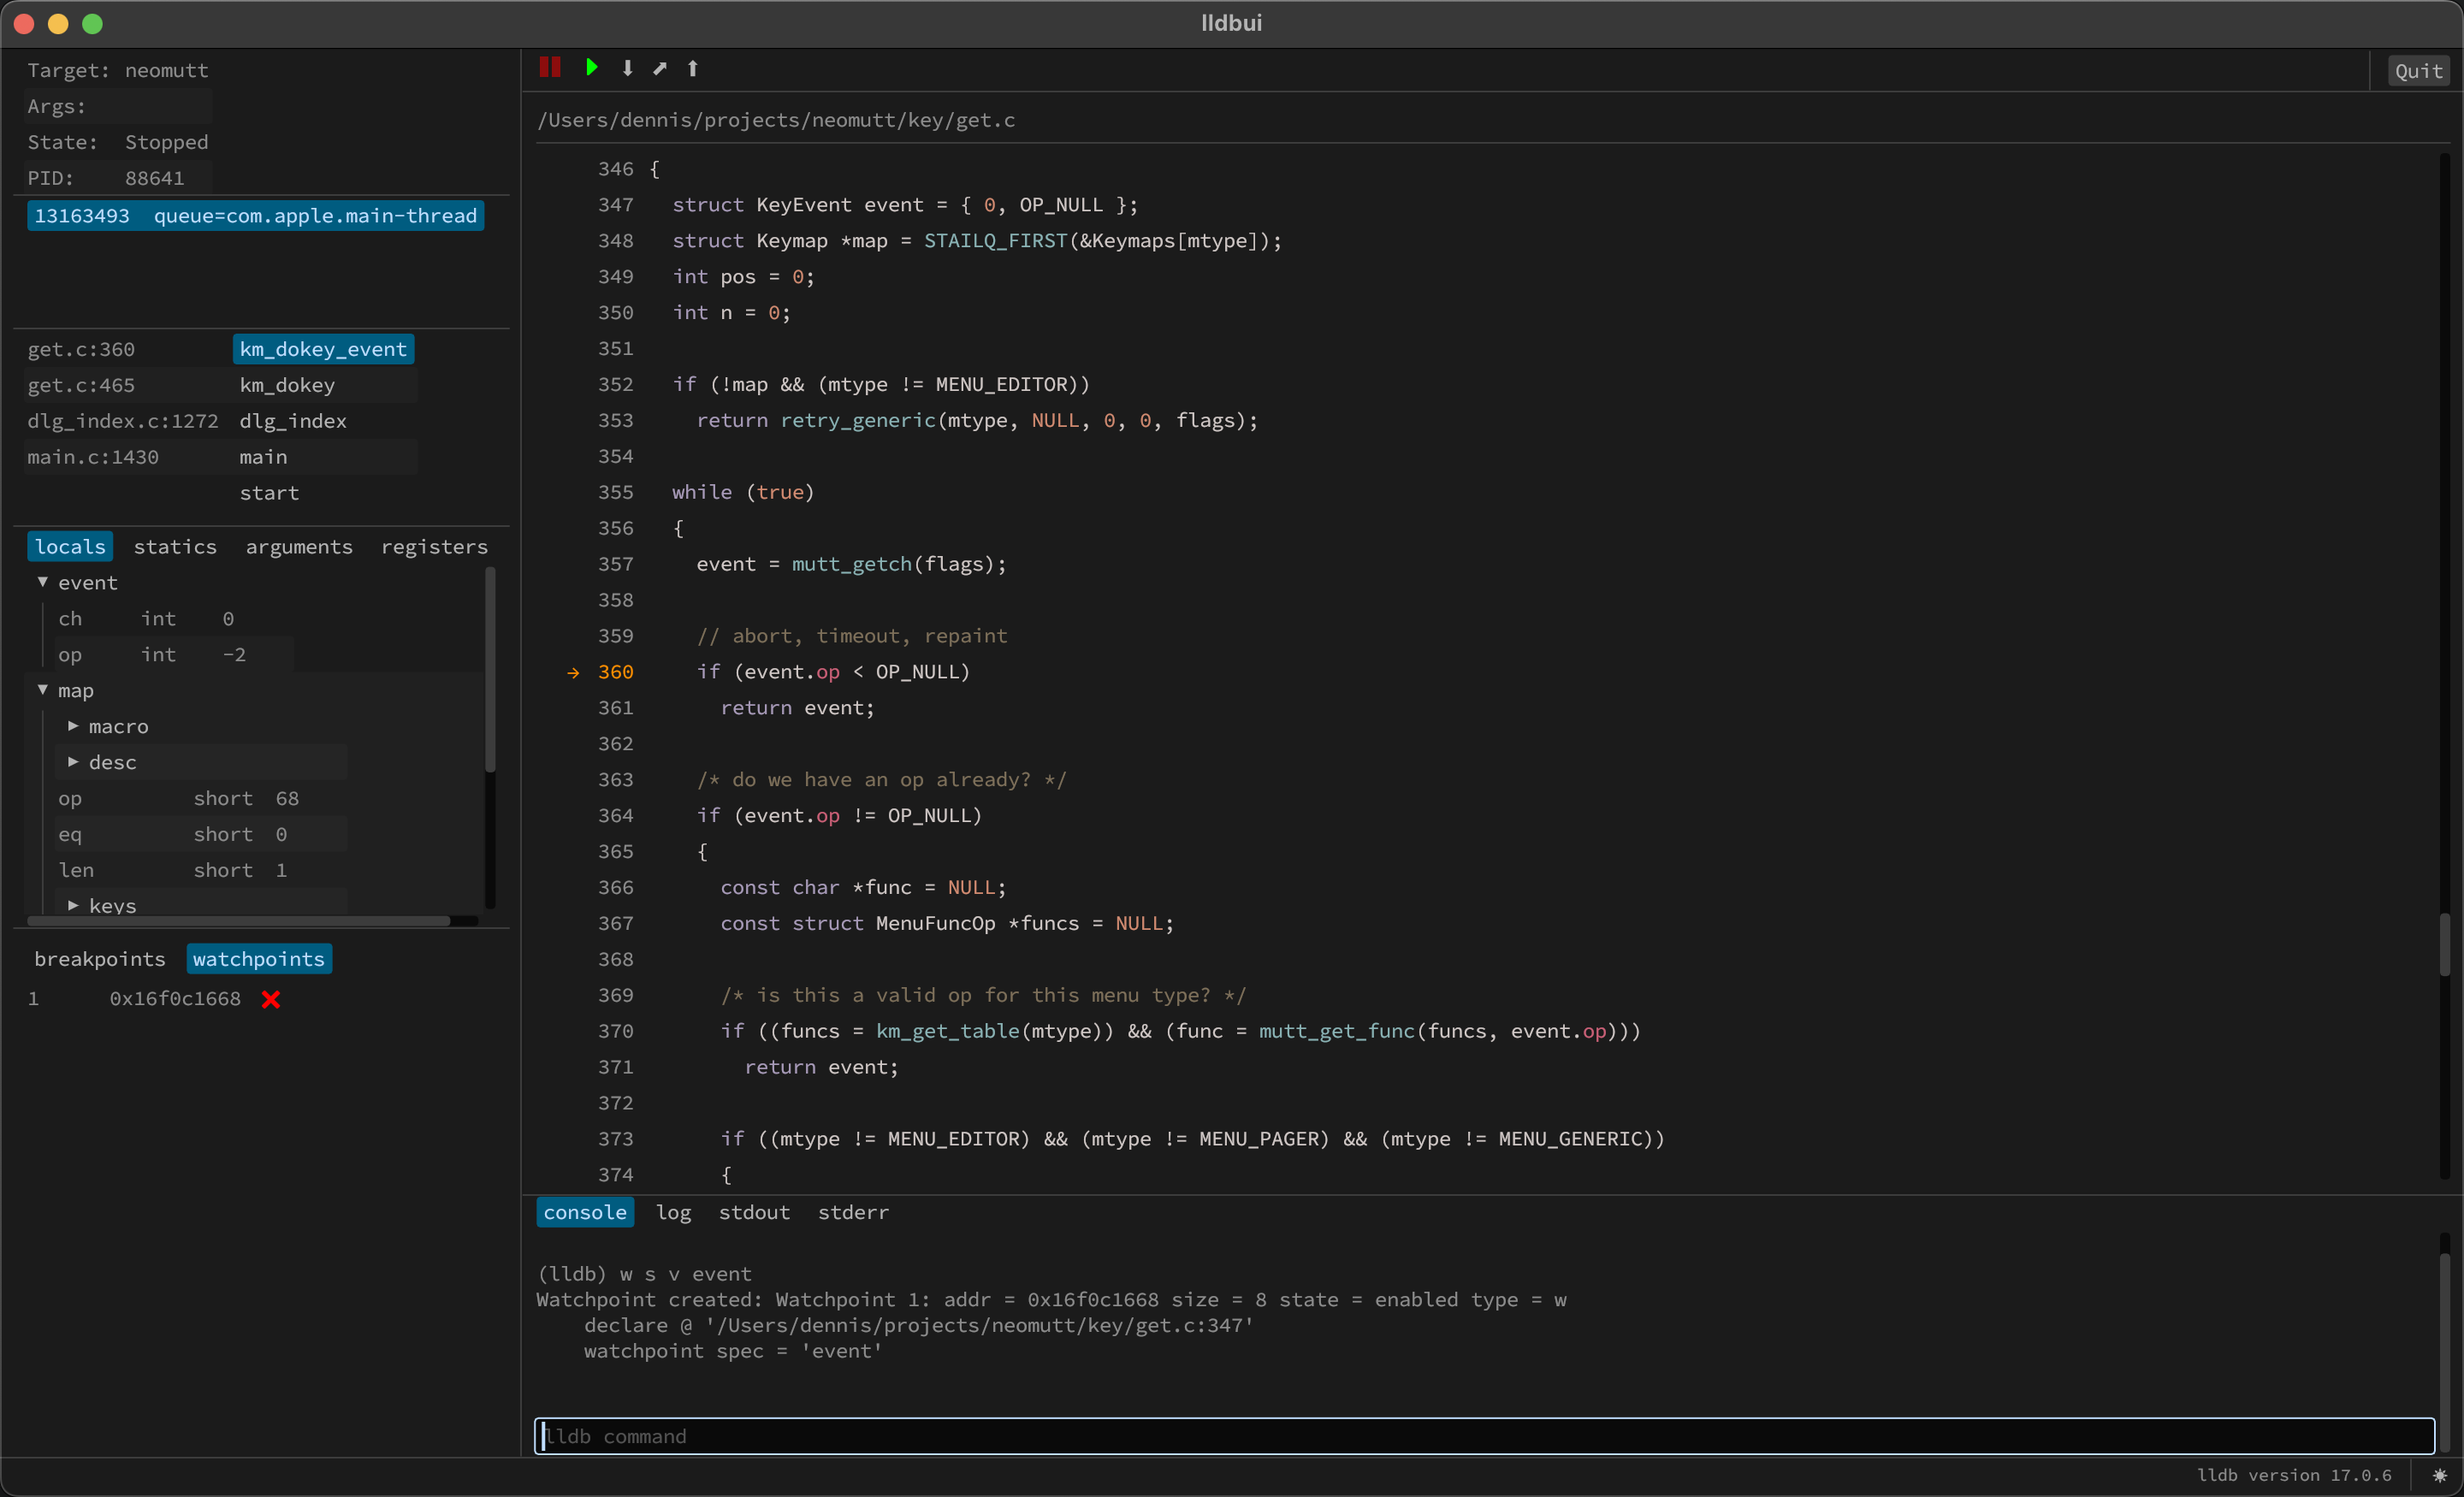 lldbui
Target: neomutt
Args:
State: Stopped
PID: 88641
13163493 queue=com.apple.main-thread
get.c:360 km_dokey_event
get.c:465 km_dokey
dlg_index.c:1272 dlg_index
main.c:1430 main
start
locals statics arguments registers
▼ event
ch int 0
op int -2
▼ map
▶ macro
▶ desc
op short 68
eq short 0
len short 1
▶ keys
breakpoints watchpoints
1 0x16f0c1668 ❌
Quit
/Users/dennis/projects/neomutt/key/get.c
346 {
347   struct KeyEvent event = { 0, OP_NULL };
348   struct Keymap *map = STAILQ_FIRST(&Keymaps[mtype]);
349   int pos = 0;
350   int n = 0;
351
352   if (!map && (mtype != MENU_EDITOR))
353     return retry_generic(mtype, NULL, 0, 0, flags);
354
355   while (true)
356   {
357     event = mutt_getch(flags);
358
359     // abort, timeout, repaint
→ 360     if (event.op < OP_NULL)
361       return event;
362
363     /* do we have an op already? */
364     if (event.op != OP_NULL)
365     {
366       const char *func = NULL;
367       const struct MenuFuncOp *funcs = NULL;
368
369       /* is this a valid op for this menu type? */
370       if ((funcs = km_get_table(mtype)) && (func = mutt_get_func(funcs, event.op)))
371         return event;
372
373       if ((mtype != MENU_EDITOR) && (mtype != MENU_PAGER) && (mtype != MENU_GENERIC))
374       {
console log stdout stderr
(lldb) w s v event
Watchpoint created: Watchpoint 1: addr = 0x16f0c1668 size = 8 state = enabled type = w
    declare @ '/Users/dennis/projects/neomutt/key/get.c:347'
    watchpoint spec = 'event'
lldb command
lldb version 17.0.6